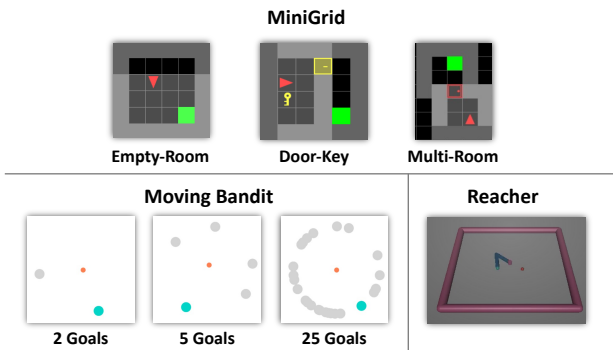 MiniGrid
Empty-Room
Door-Key
Multi-Room
Moving Bandit
Reacher
2 Goals
5 Goals
25 Goals